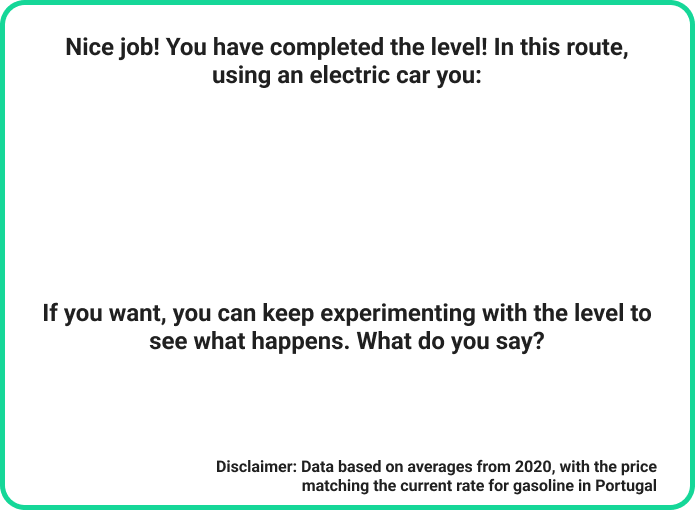 Nice job! You have completed the level! In this route,
using an electric car you:
If you want, you can keep experimenting with the level to
see what happens. What do you say?
Disclaimer: Data based on averages from 2020, with the price
matching the current rate for gasoline in Portugal